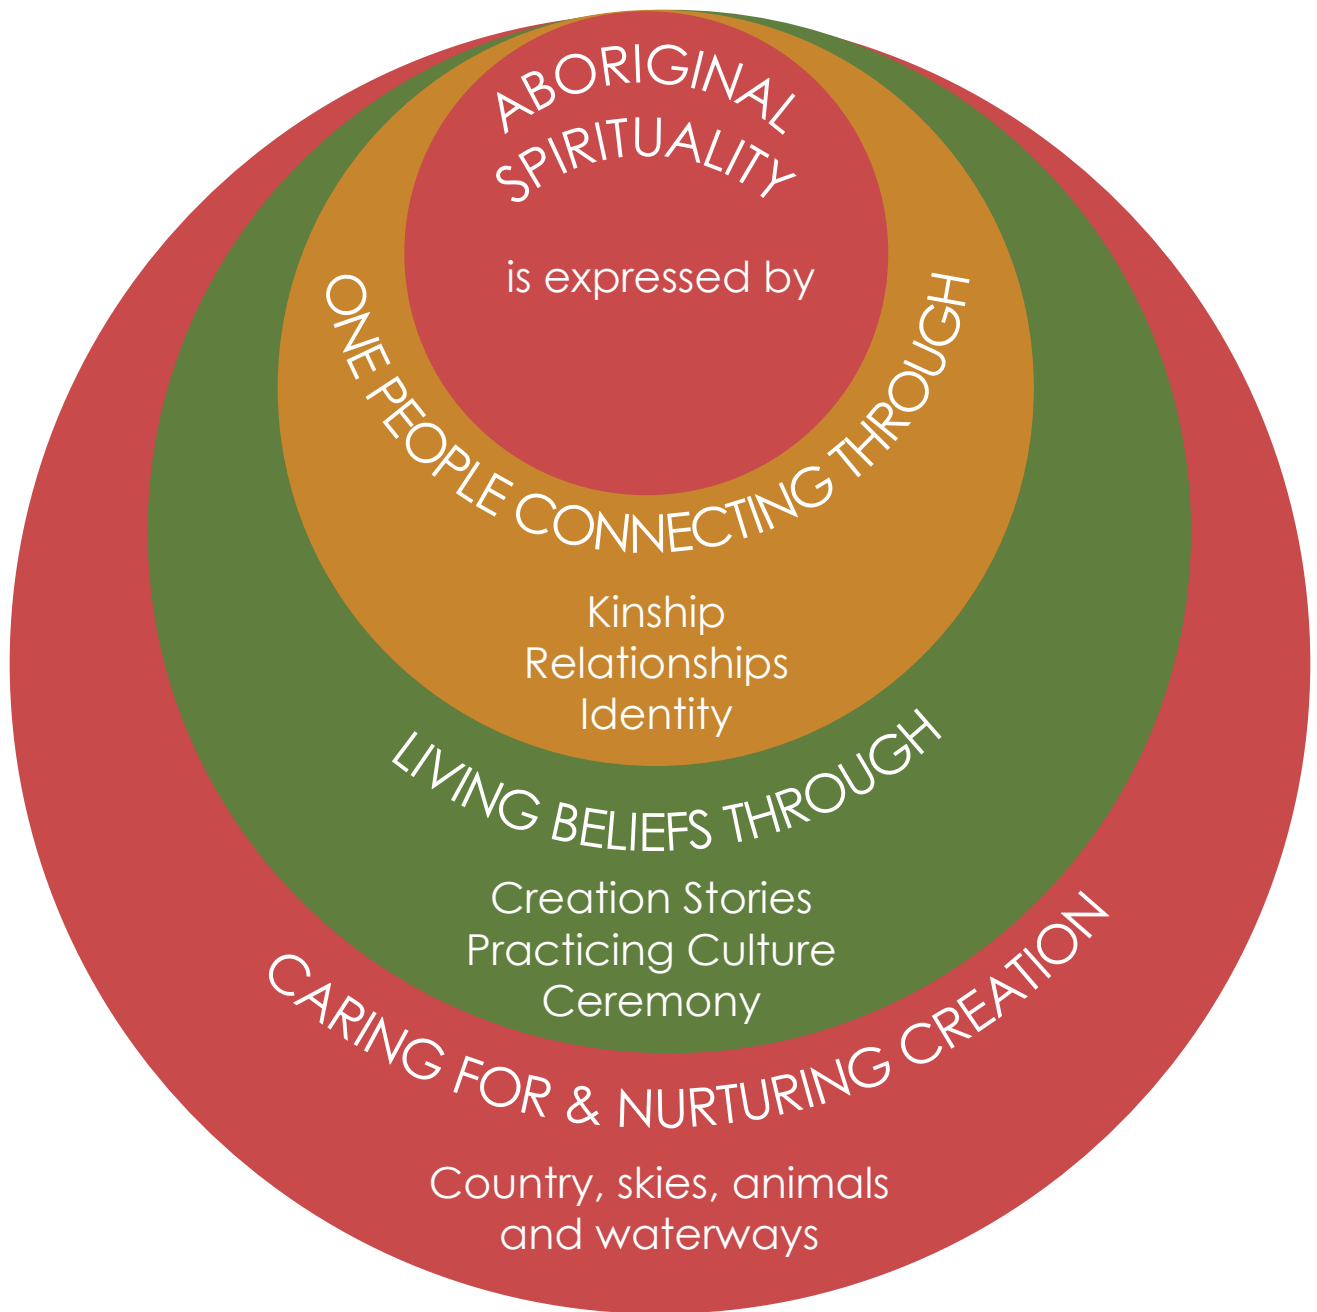 ABORIGINAL
SPIRITUALITY
is expressed by
ONE PEOPLE CONNECTING THROUGH
Kinship
Relationships
Identity
LIVING BELIEFS THROUGH
Creation Stories
Practicing Culture
Ceremony
CARING FOR & NURTURING CREATION
Country, skies, animals
and waterways